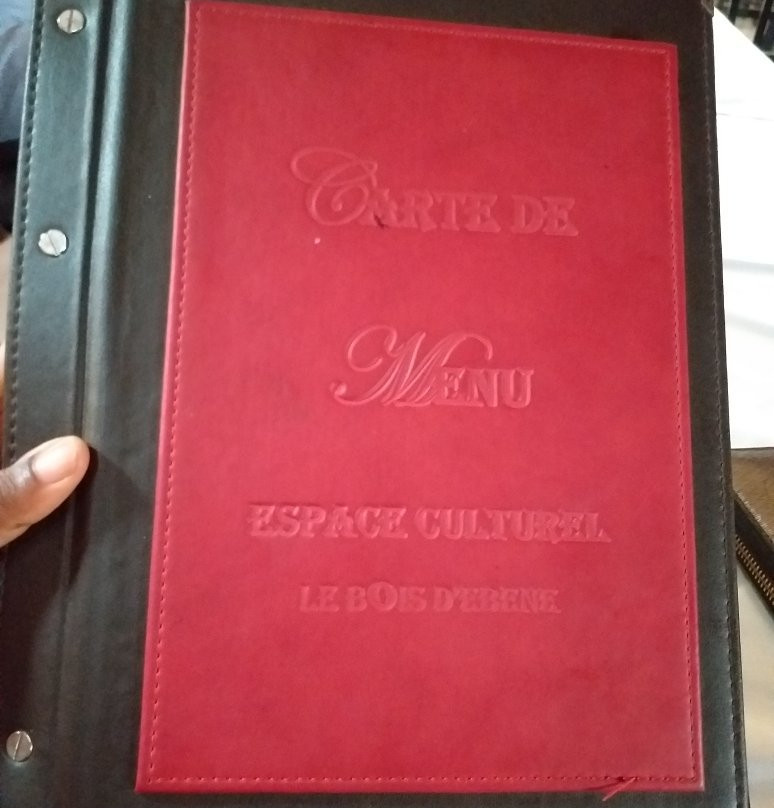 CARTE DE
MENU
ESPACE CULTUREL
LE BOIS D'EBENE